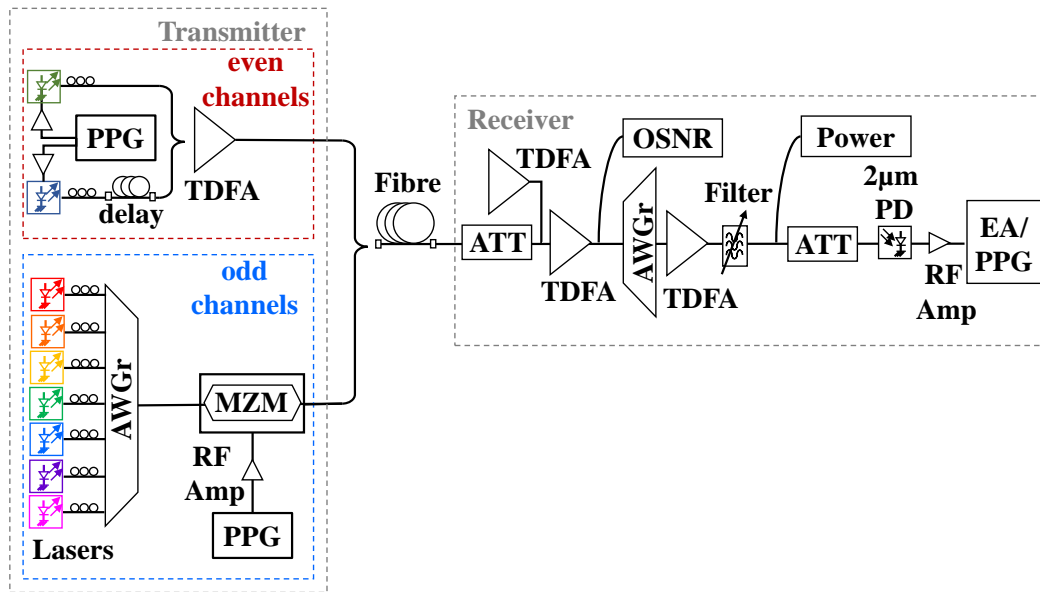 Transmitter
even
channels
PPG
TDFA
delay
odd
channels
AWGr
MZM
RF
Amp
PPG
Lasers
Fibre
Receiver
TDFA
ATT
TDFA
OSNR
AWGr
TDFA
Filter
Power
ATT
2μm
PD
RF
Amp
EA/
PPG